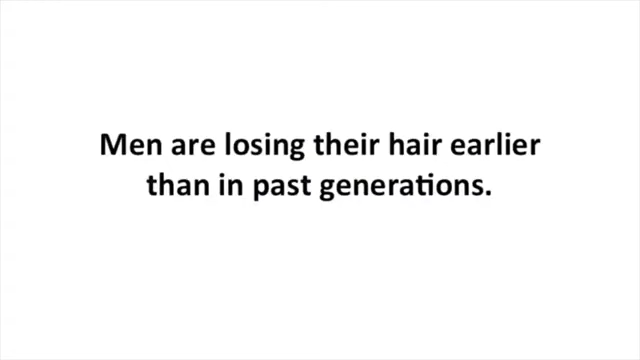 Men are losing their hair earlier
than in past generations.